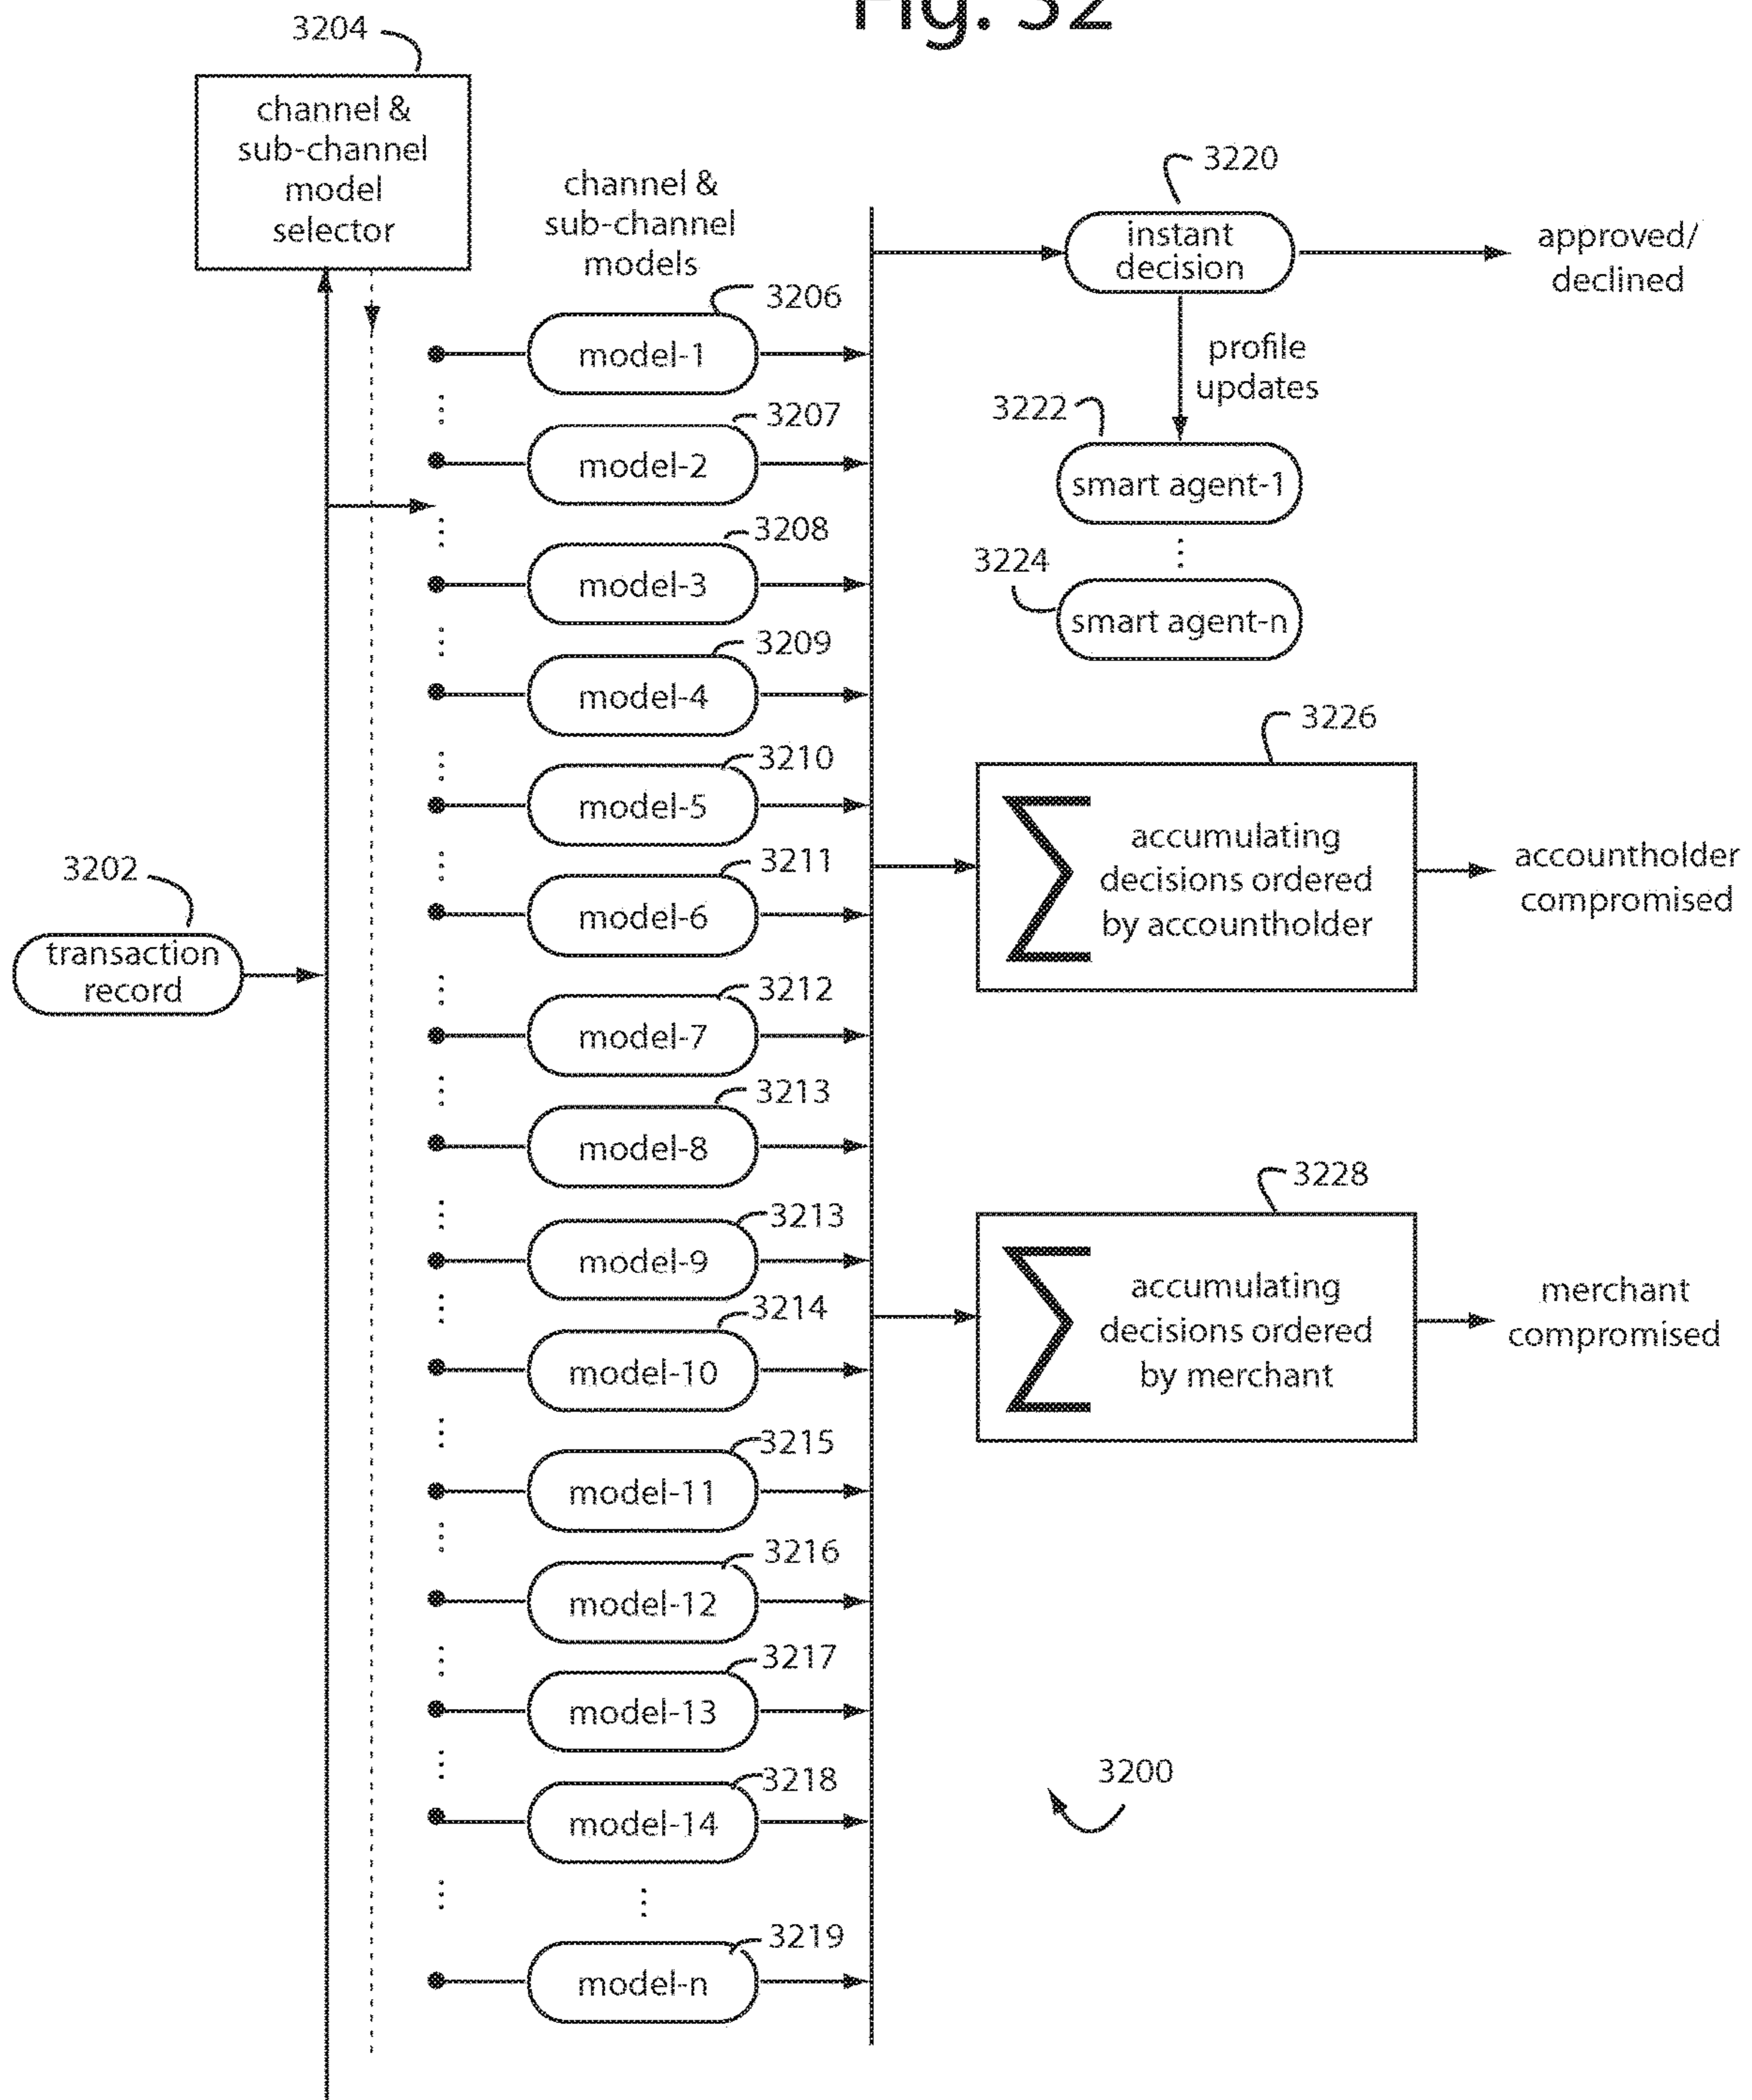 Fig. 32
3204
channel &
sub-channel
model
selector
channel &
sub-channel
models
3206
model-1
3207
model-2
3208
model-3
3209
model-4
3210
model-5
3211
model-6
3212
model-7
3213
model-8
3213
model-9
3214
model-10
3215
model-11
3216
model-12
3217
model-13
3218
model-14
3219
model-n
3202
transaction
record
3220
instant
decision
approved/
declined
profile
updates
3222
smart agent-1
3224
smart agent-n
3226
∑
accumulating
decisions ordered
by accountholder
accountholder
compromised
3228
∑
accumulating
decisions ordered
by merchant
merchant
compromised
3200